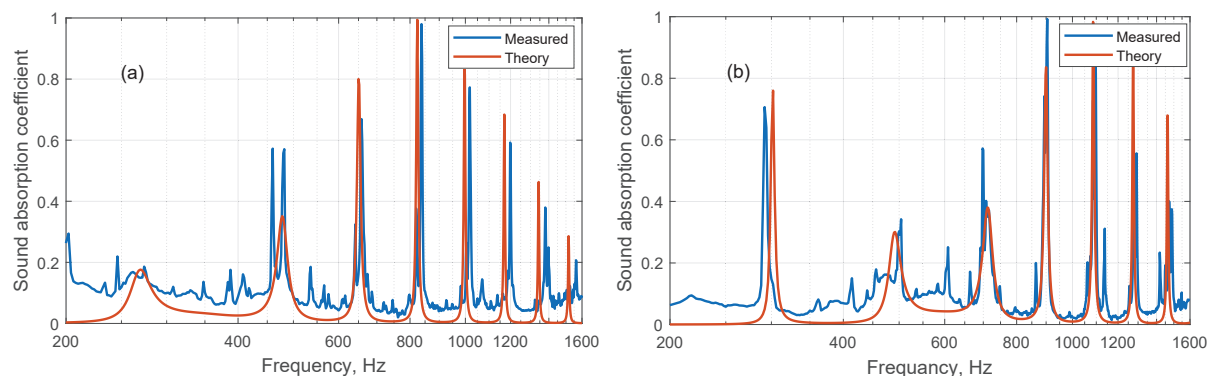 (a)
Measured
Theory
Sound absorption coefficient
1
0.8
0.6
0.4
0.2
0
200 400 600 800 1000 1200 1600
Frequency, Hz
(b)
Measured
Theory
Sound absorption coefficient
1
0.8
0.6
0.4
0.2
0
200 400 600 800 1000 1200 1600
Frequancy, Hz